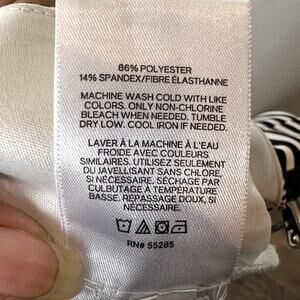 86% POLYESTER
14% SPANDEX/FIBRE ÉLASTHANNE
MACHINE WASH COLD WITH LIKE
COLORS. ONLY NON-CHLORINE
BLEACH WHEN NEEDED. TUMBLE
DRY LOW. COOL IRON IF NEEDED.
LAVER À LA MACHINE À L'EAU
FROIDE AVEC COULEURS
SIMILAIRES. UTILISEZ SEULEMENT
DU JAVELLISANT SANS CHLORE,
SI NÉCESSAIRE. SÉCHAGE PAR
CULBUTAGE À TEMPÉRATURE
BASSE. REPASSAGE DOUX, SI
NÉCESSAIRE.
RN# 55285